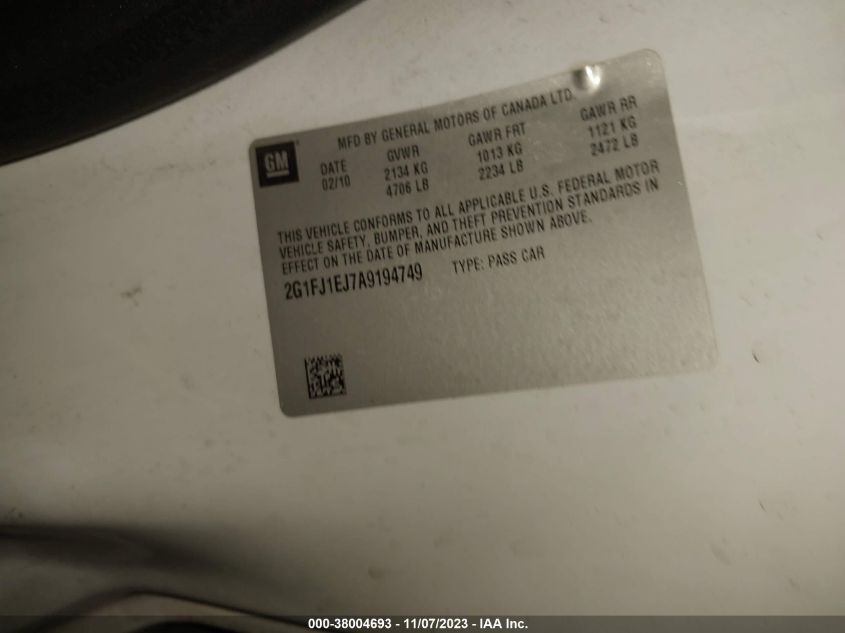 GM
MFD BY GENERAL MOTORS OF CANADA LTD.
DATE GVWR GAWR FRT GAWR RR
02/10 2134 KG 1013 KG 1121 KG
4706 LB 2234 LB 2472 LB
THIS VEHICLE CONFORMS TO ALL APPLICABLE U.S. FEDERAL MOTOR
VEHICLE SAFETY, BUMPER, AND THEFT PREVENTION STANDARDS IN
EFFECT ON THE DATE OF MANUFACTURE SHOWN ABOVE.
2G1FJ1EJ7A9194749 TYPE: PASS CAR
000-38004693 - 11/07/2023 - IAA Inc.